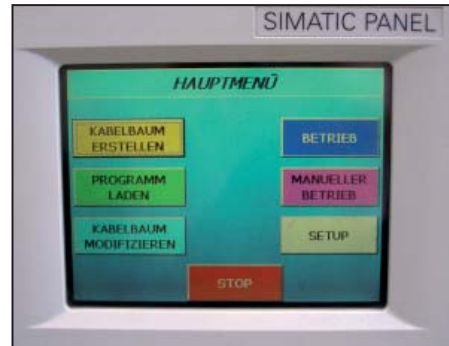 SIMATIC PANEL
HAUPTMENÜ
KABELBAUM
ERSTELLEN
BETRIEB
PROGRAMM
LADEN
MANUELLER
BETRIEB
KABELBAUM
MODIFIZIEREN
SETUP
STOP